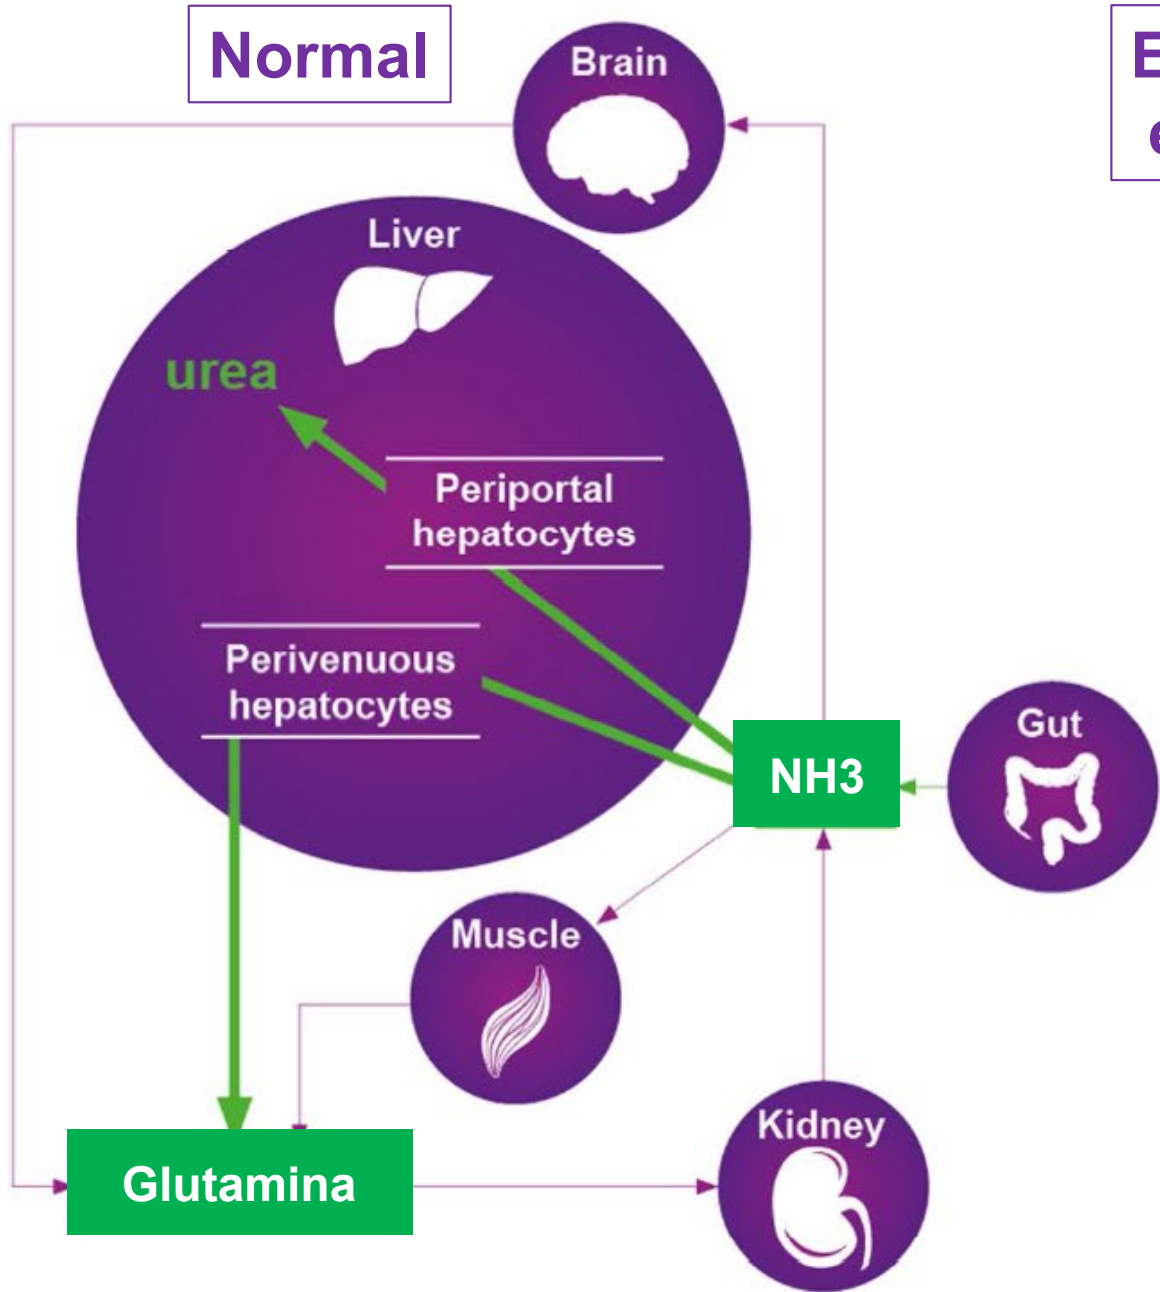 Normal
Brain
Liver
urea
Periportal
hepatocytes
Perivenuous
hepatocytes
NH3
Gut
Muscle
Glutamina
Kidney